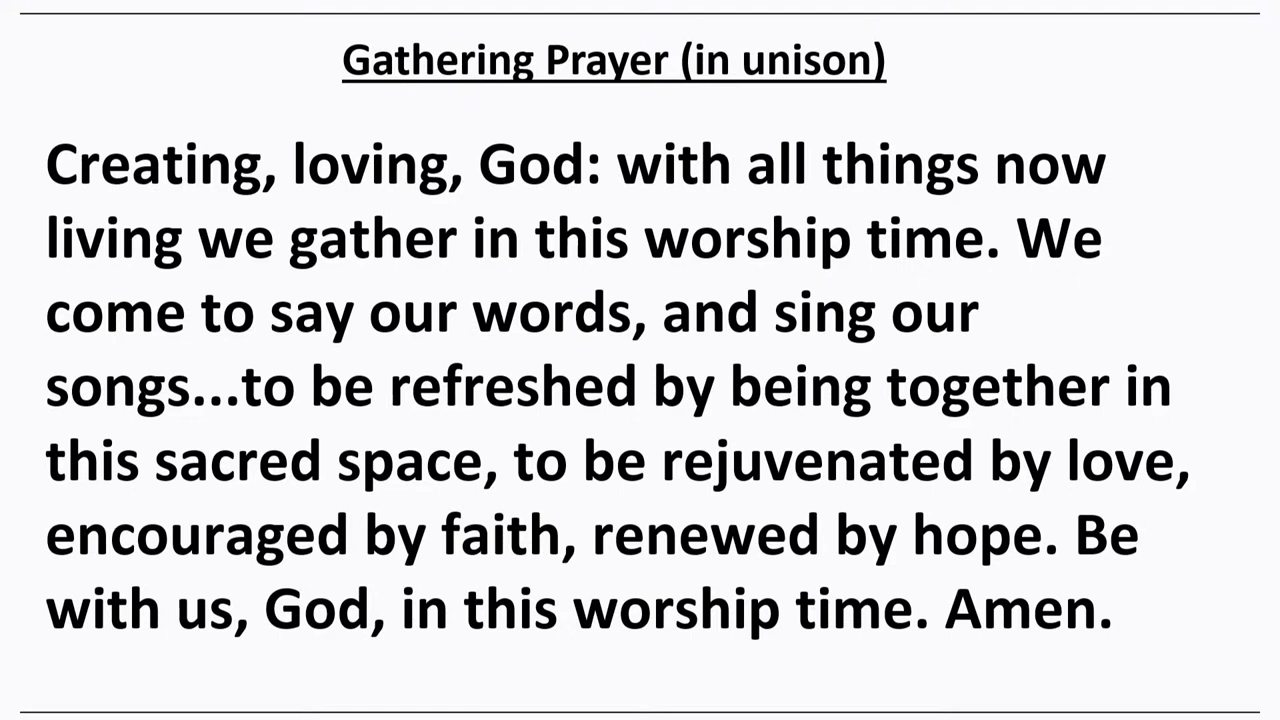 Gathering Prayer (in unison)
Creating, loving, God: with all things now
living we gather in this worship time. We
come to say our words, and sing our
songs...to be refreshed by being together in
this sacred space, to be rejuvenated by love,
encouraged by faith, renewed by hope. Be
with us, God, in this worship time. Amen.